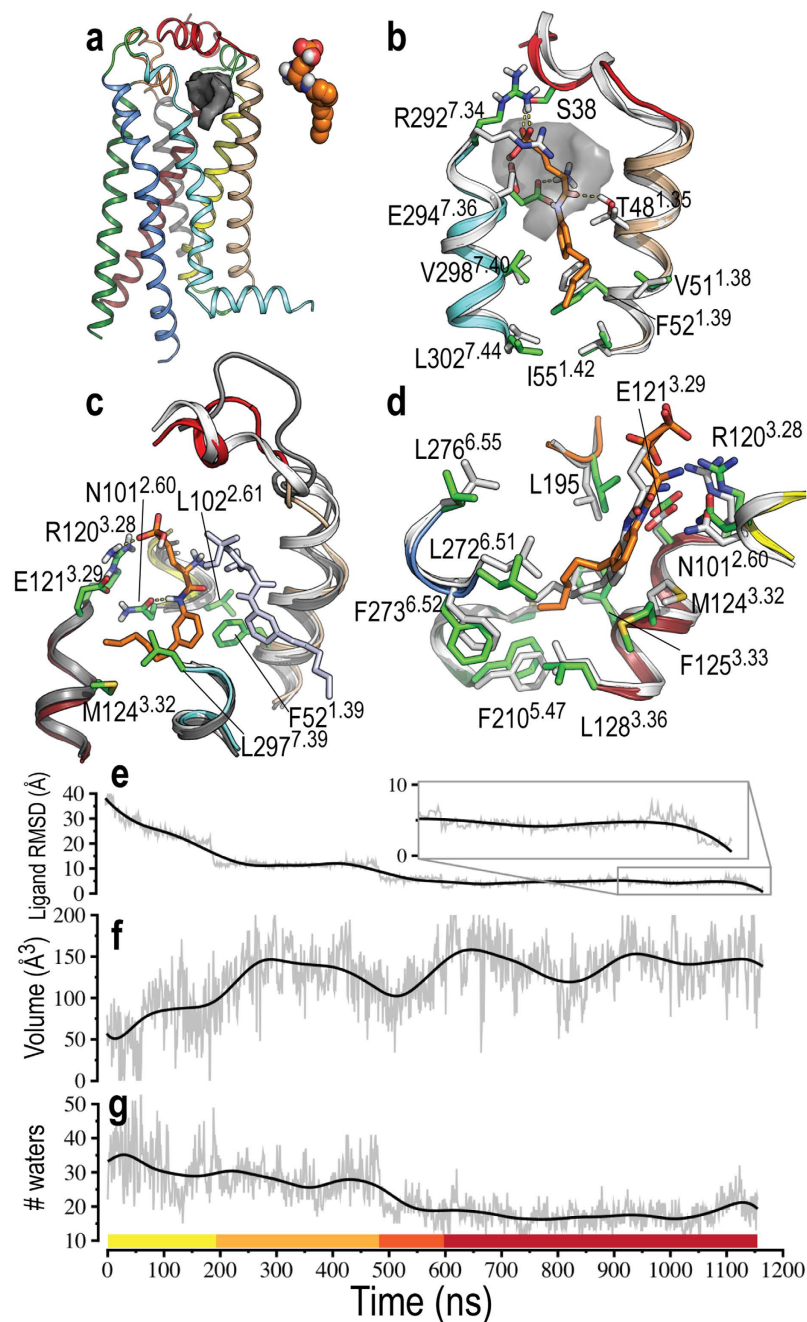 a
b
S38
R292^7.34
E294^7.36
T48^1.35
V298^7.40
V51^1.38
F52^1.39
L302^7.44
I55^1.42
c
d
E121^3.29
L276^6.55
R120^3.28
N101^2.60
L102^2.61
L195
R120^3.28
E121^3.29
L272^6.51
N101^2.60
F273^6.52
M124^3.32
M124^3.32
F52^1.39
F125^3.33
L297^7.39
F210^5.47
L128^3.36
e
Ligand RMSD (Å)
40
30
20
10
0
10
0
f
Volume (Å³)
200
150
100
50
0
g
# waters
50
40
30
20
10
0 100 200 300 400 500 600 700 800 900 1000 1100 1200
Time (ns)